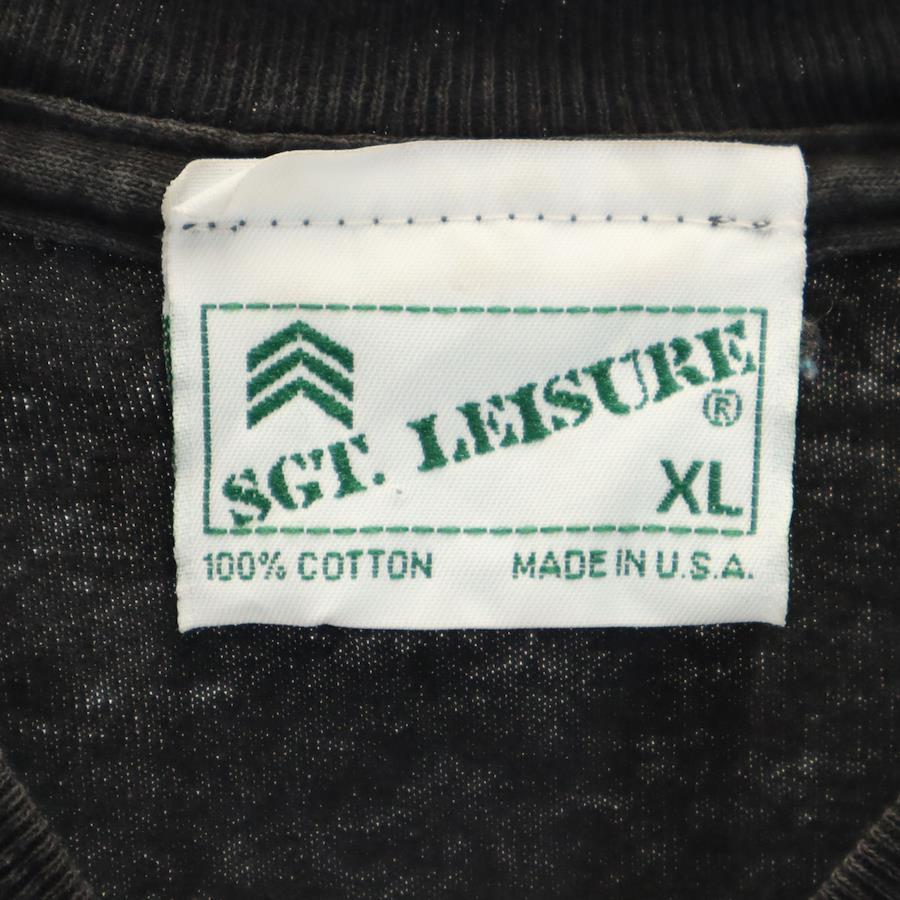 SGT. LEISURE
®
XL
100% COTTON MADE IN U.S.A.